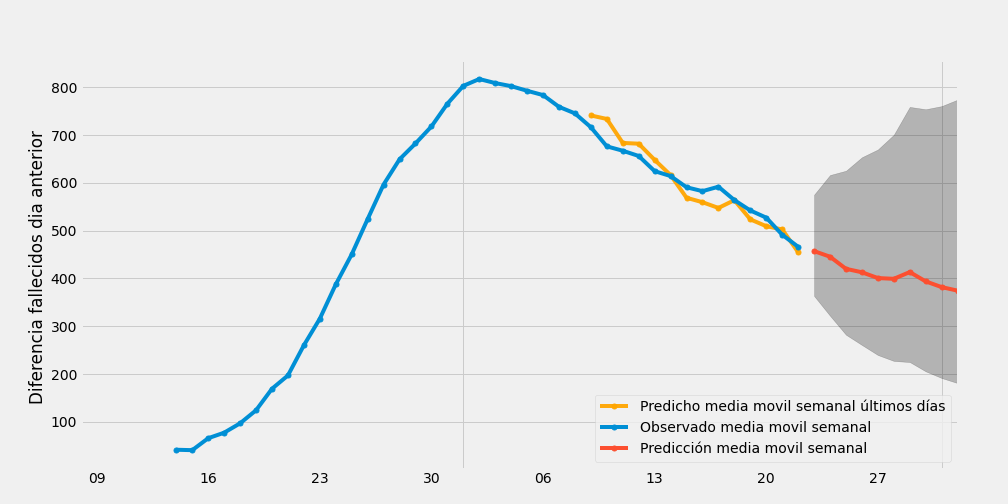 Diferencia fallecidos dia anterior
800
700
600
500
400
300
200
100
09 16 23 30 06 13 20 27
Predicho media movil semanal últimos días
Observado media movil semanal
Predicción media movil semanal